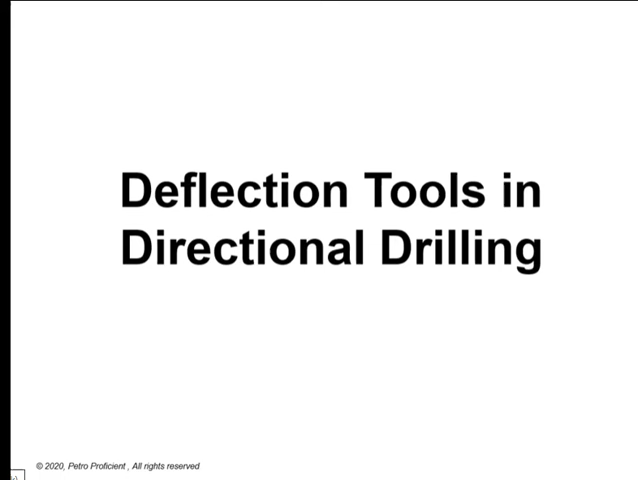 Deflection Tools in
Directional Drilling
© 2020, Petro Proficient , All rights reserved